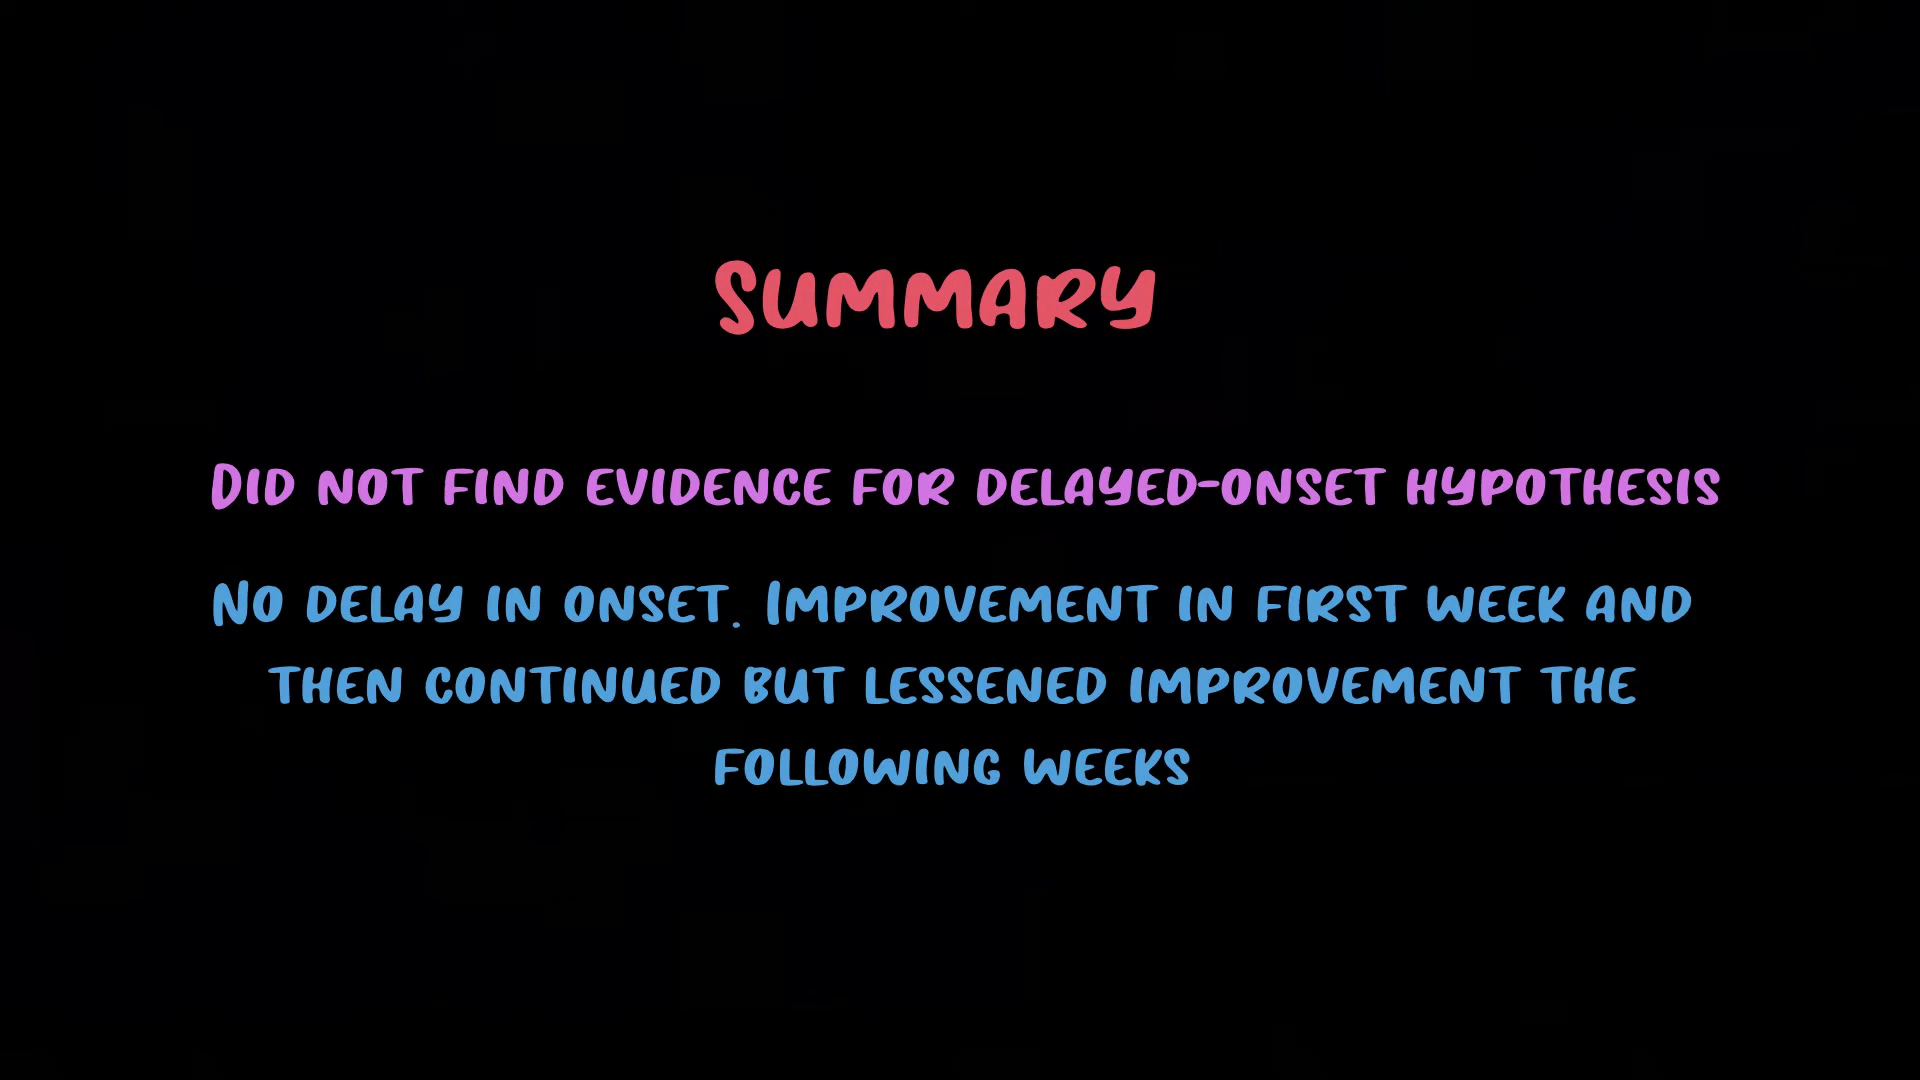 Summary
Did not find evidence for delayed-onset hypothesis
No delay in onset. Improvement in first week and
then continued but lessened improvement the
following weeks